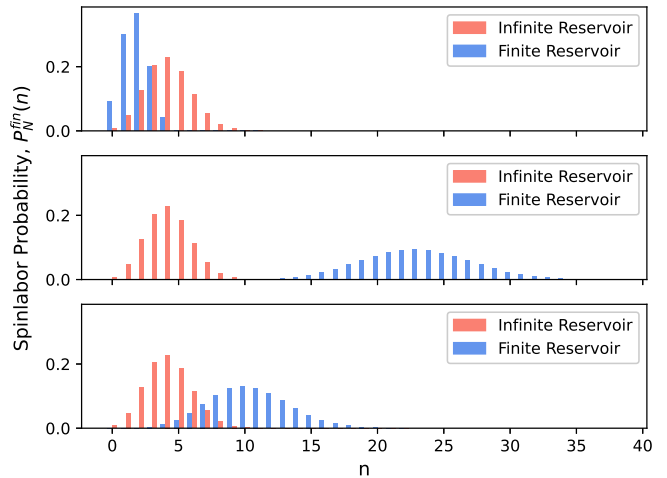 Spinlabor Probability, P_N^{fin}(n)
0.2
0.0
Infinite Reservoir
Finite Reservoir
0.2
0.0
Infinite Reservoir
Finite Reservoir
0.2
0.0
Infinite Reservoir
Finite Reservoir
0 5 10 15 20 25 30 35 40
n